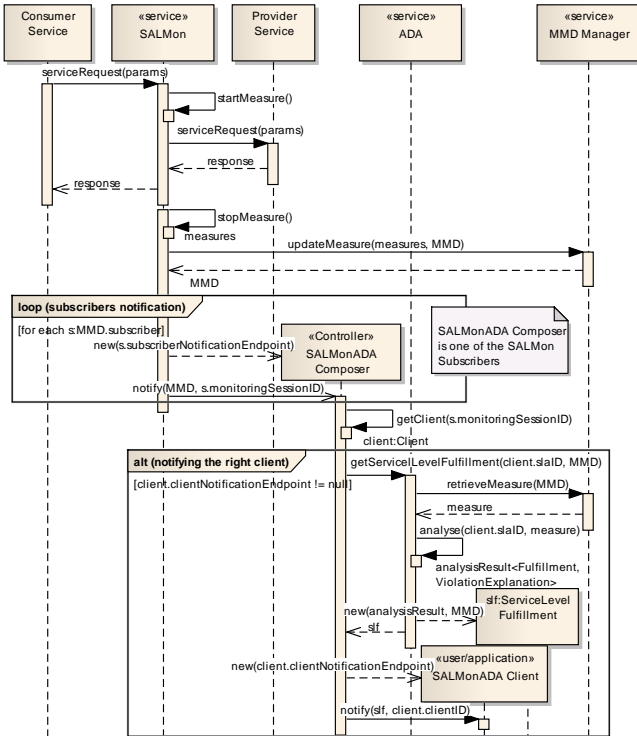 Consumer
Service
«service»
SALMon
Provider
Service
«service»
ADA
«service»
MMD Manager
serviceRequest(params)
startMeasure()
serviceRequest(params)
response
response
stopMeasure()
measures
updateMeasure(measures, MMD)
MMD
loop (subscribers notification)
[for each s:MMD.subscriber]
new(s.subscriberNotificationEndpoint)
«Controller»
SALMonADA
Composer
SALMonADA Composer
is one of the SALMon
Subscribers
notify(MMD, s.monitoringSessionID)
getClient(s.monitoringSessionID)
client:Client
alt (notifying the right client)
[client.clientNotificationEndpoint != null]
getServiceLevelFulfillment(client.slaID, MMD)
retrieveMeasure(MMD)
measure
analyse(client.slaID, measure)
analysisResult<Fulfillment,
ViolationExplanation>
new(analysisResult, MMD)
slf:ServiceLevel
Fulfillment
slf
new(client.clientNotificationEndpoint)
«user/application»
SALMonADA Client
notify(slf, client.clientID)